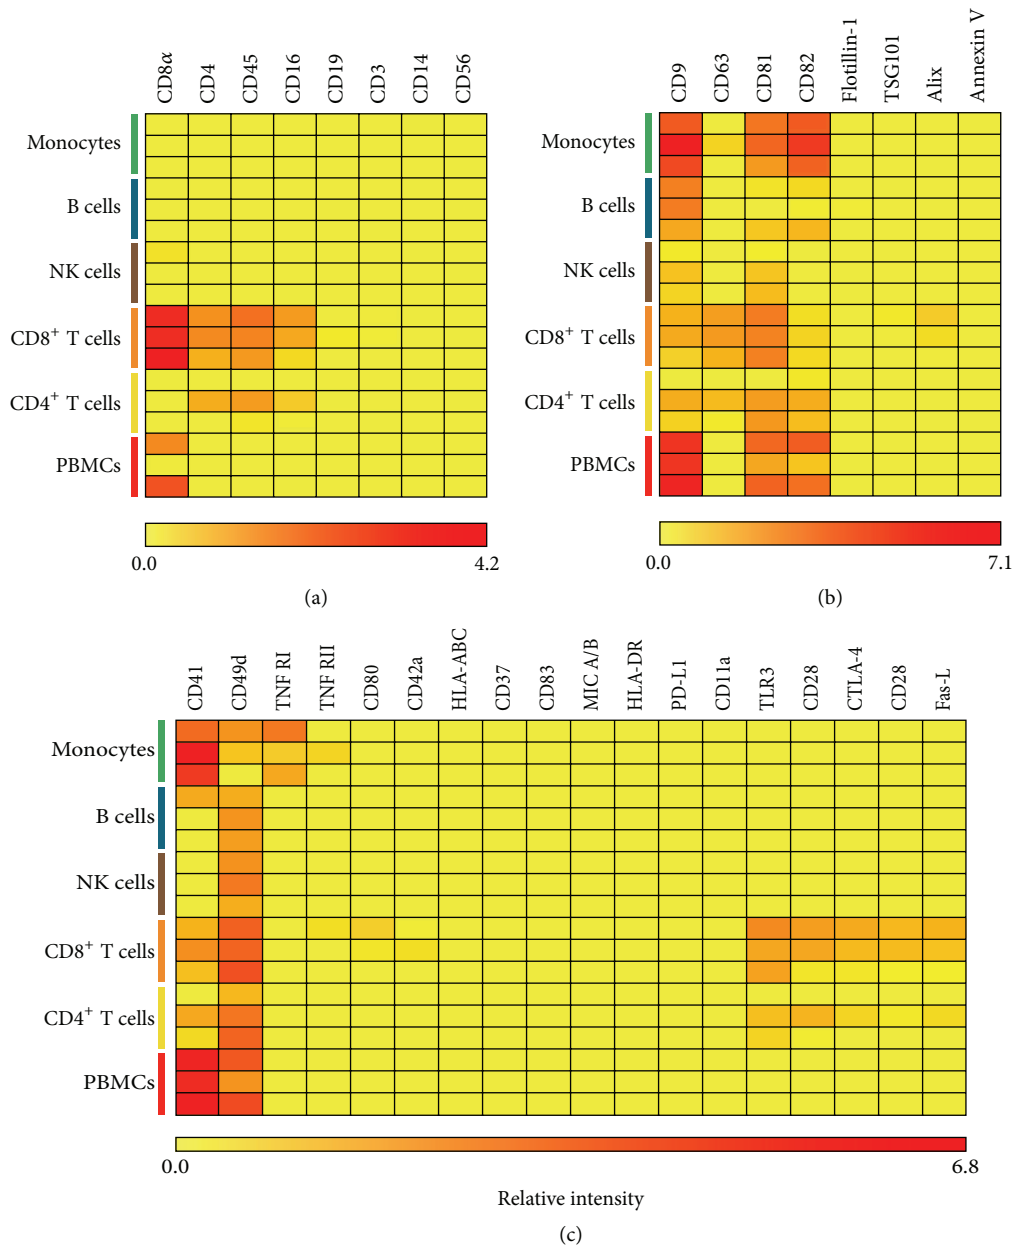 CD8α
CD4
CD45
CD16
CD19
CD3
CD14
CD56
Monocytes
B cells
NK cells
CD8+ T cells
CD4+ T cells
PBMCs
0.0
4.2
(a)
CD9
CD63
CD81
CD82
Flotillin-1
TSG101
Alix
Annexin V
Monocytes
B cells
NK cells
CD8+ T cells
CD4+ T cells
PBMCs
0.0
7.1
(b)
CD41
CD49d
TNF RI
TNF RII
CD80
CD42a
HLA-ABC
CD37
CD83
MIC A/B
HLA-DR
PD-L1
CD11a
TLR3
CD28
CTLA-4
CD28
Fas-L
Monocytes
B cells
NK cells
CD8+ T cells
CD4+ T cells
PBMCs
0.0
6.8
Relative intensity
(c)